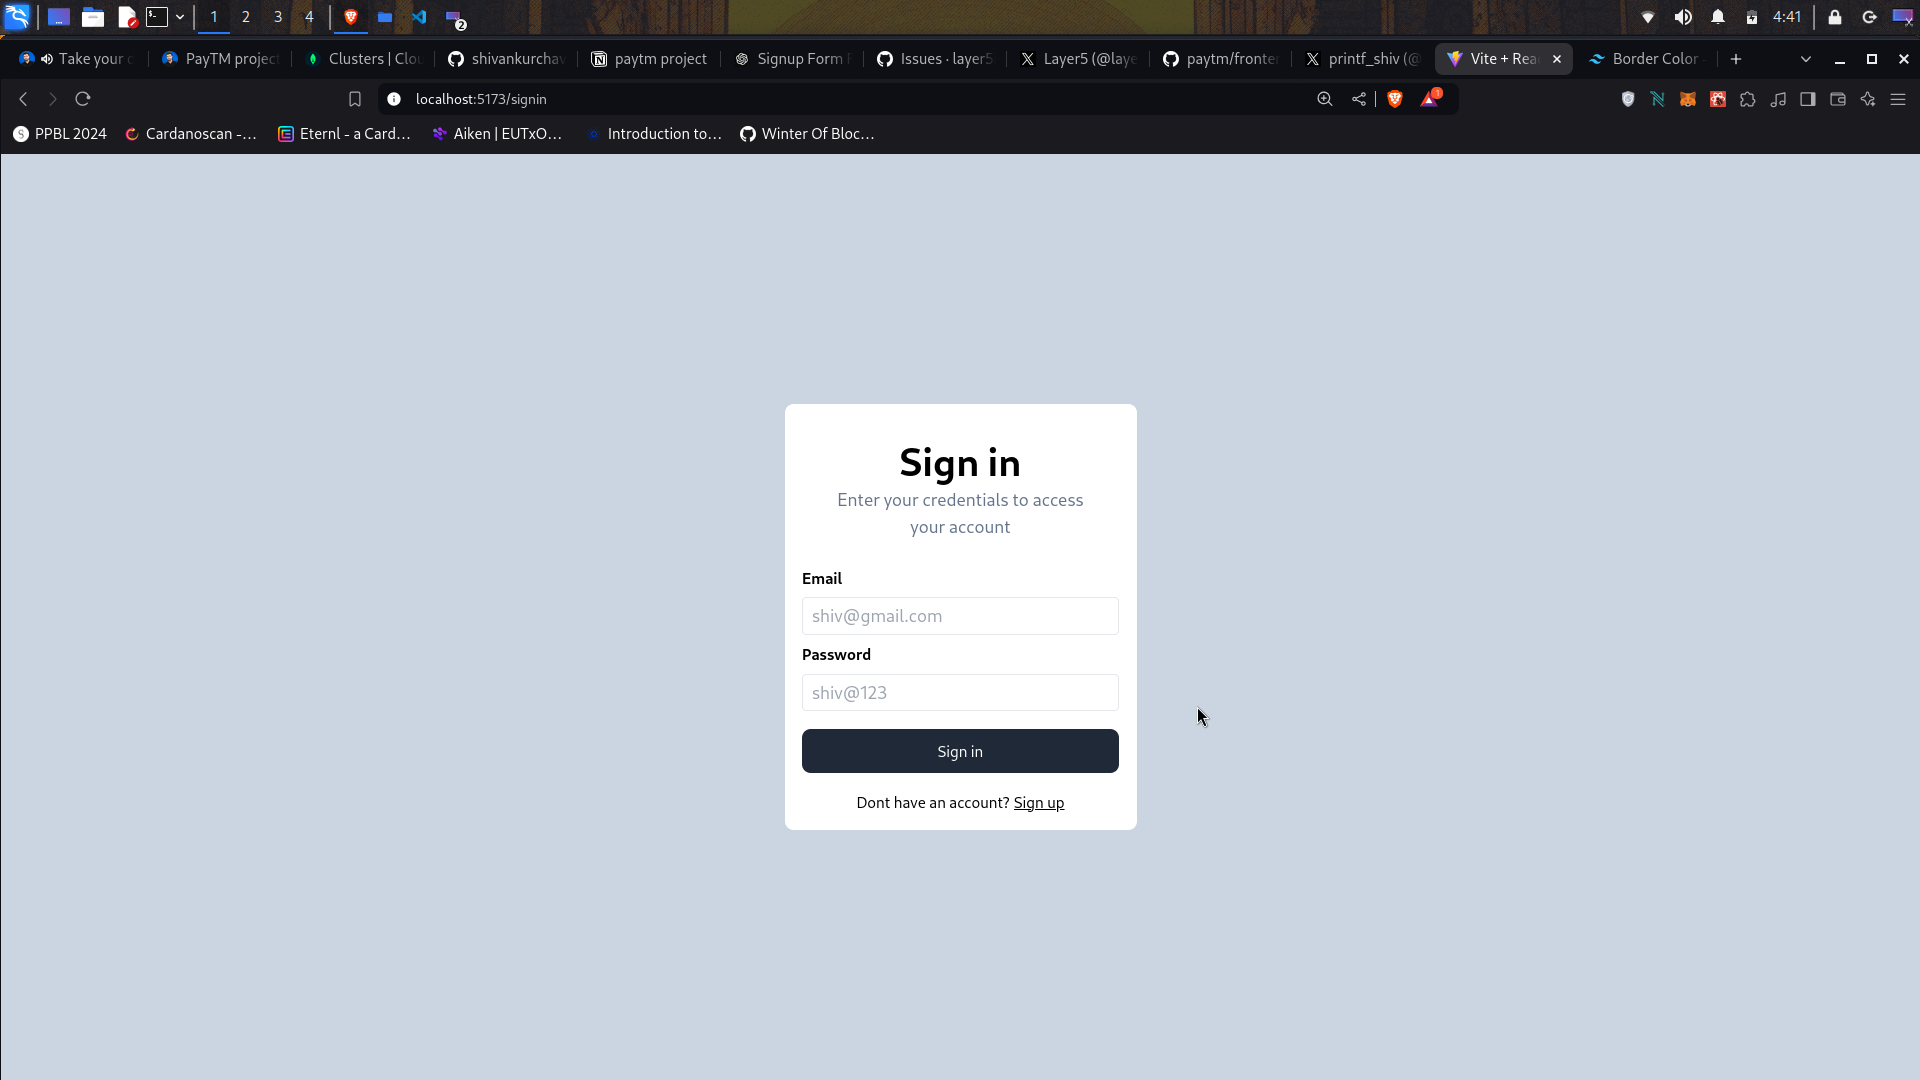 1 2 3 4 2 4:41
Take your c PayTM projec Clusters | Clou shivankurchav paytm project Signup Form F Issues · layer5 Layer5 (@laye paytm/fronter printf_shiv (@ Vite + Rea Border Color
localhost:5173/signin 1
PPBL 2024 Cardanoscan -... Eternl - a Card... Aiken | EUTxO... Introduction to... Winter Of Bloc...
Sign in
Enter your credentials to access
your account
Email
shiv@gmail.com
Password
shiv@123
Sign in
Dont have an account? Sign up